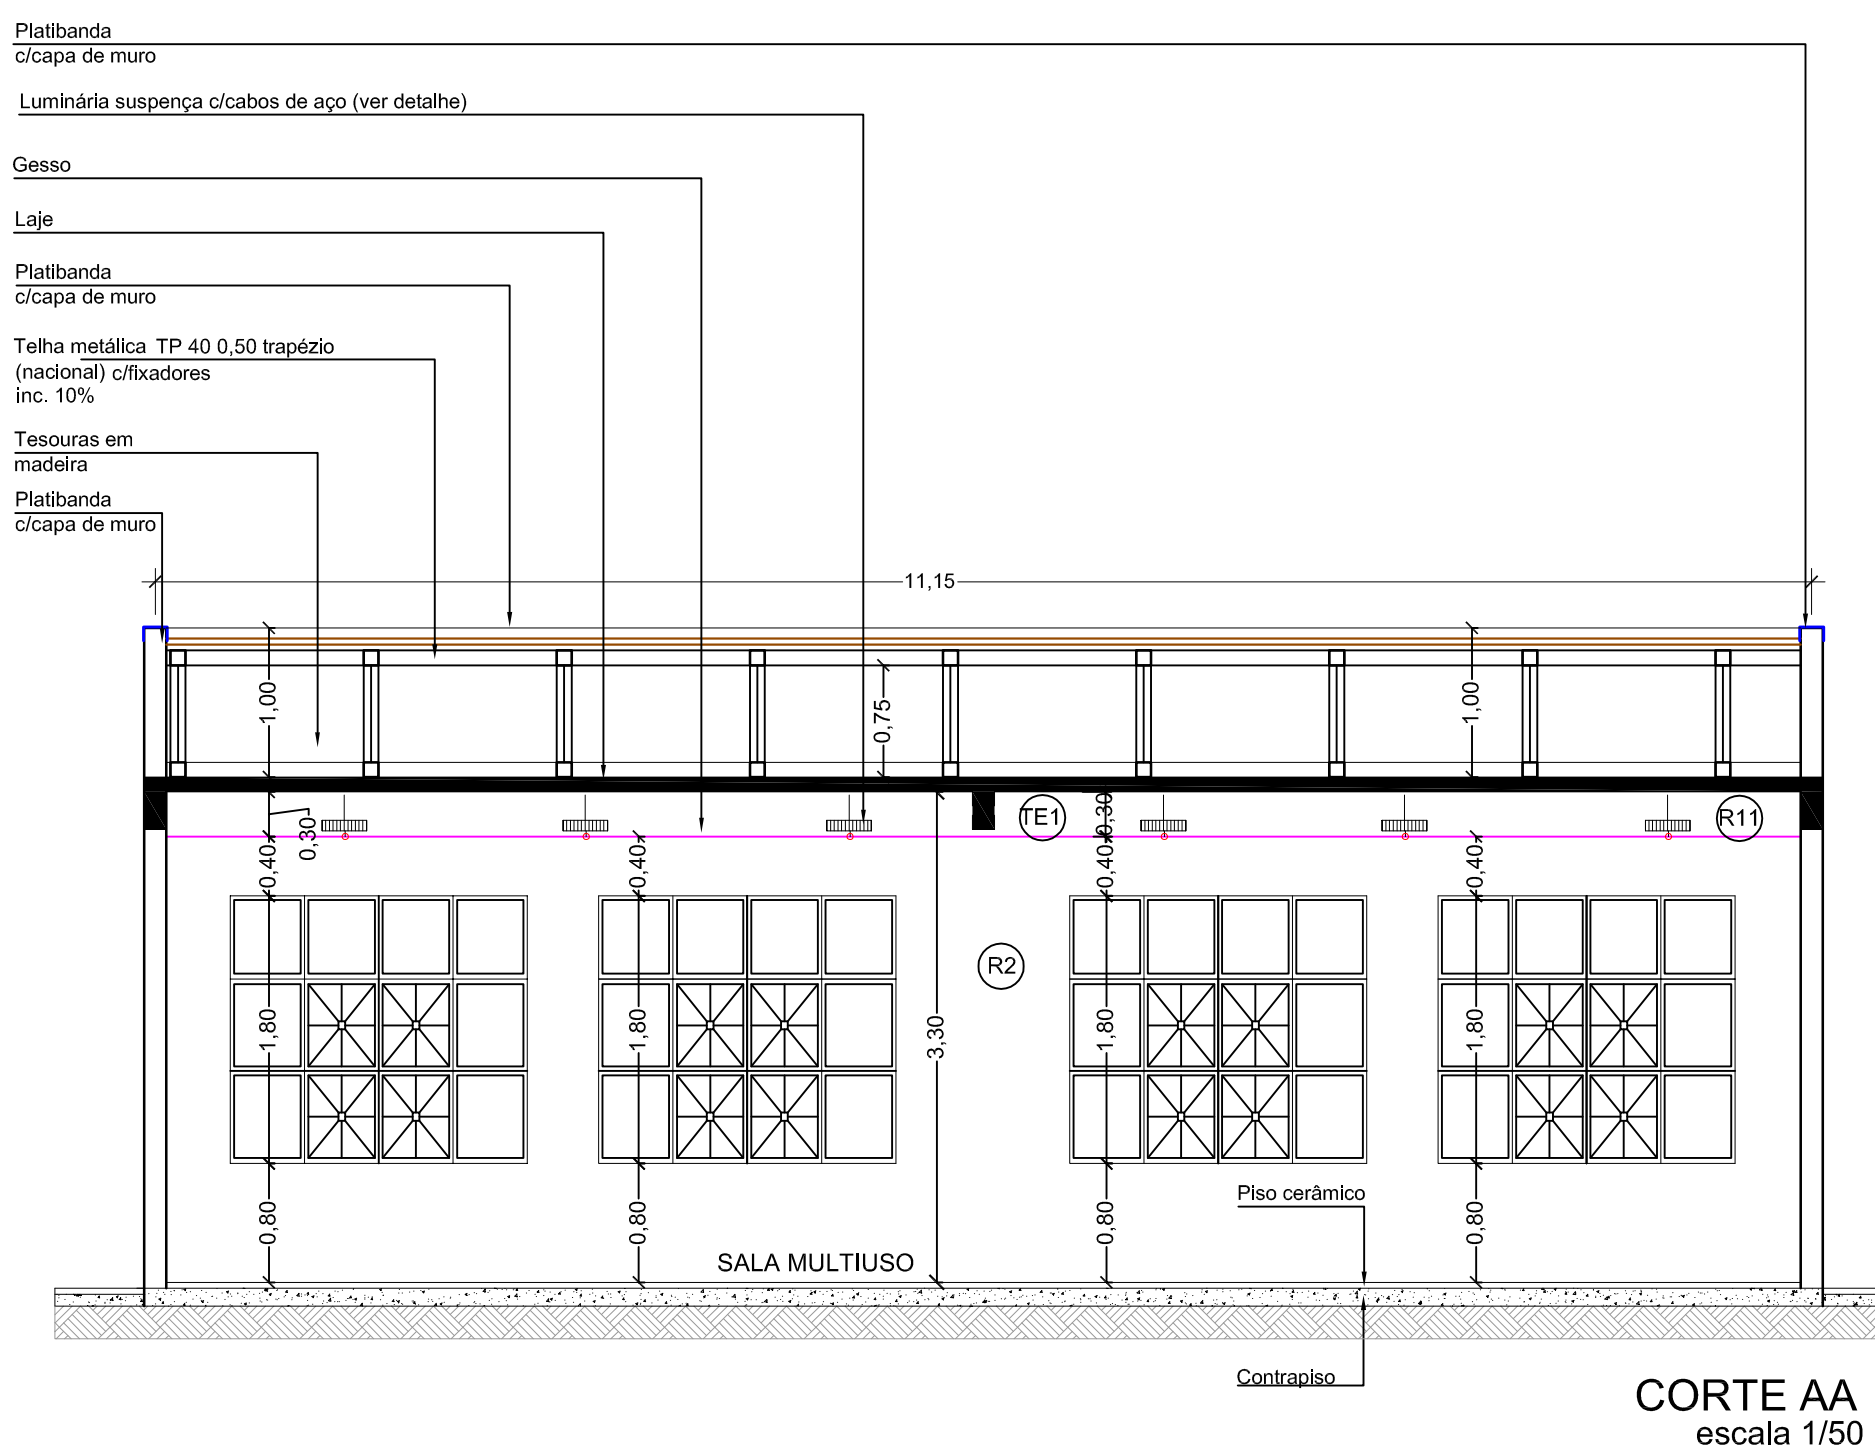 Platibanda
c/capa de muro
Luminária suspença c/cabos de aço (ver detalhe)
Gesso
Laje
Platibanda
c/capa de muro
Telha metálica TP 40 0,50 trapézio
(nacional) c/fixadores
inc. 10%
Tesouras em
madeira
Platibanda
c/capa de muro
11,15
1,00
0,75
1,00
0,30
TE1
0,30
R11
0,40
0,40
0,40
0,40
R2
1,80
1,80
3,30
1,80
1,80
0,80
0,80
0,80
0,80
Piso cerâmico
SALA MULTIUSO
Contrapiso
CORTE AA
escala 1/50